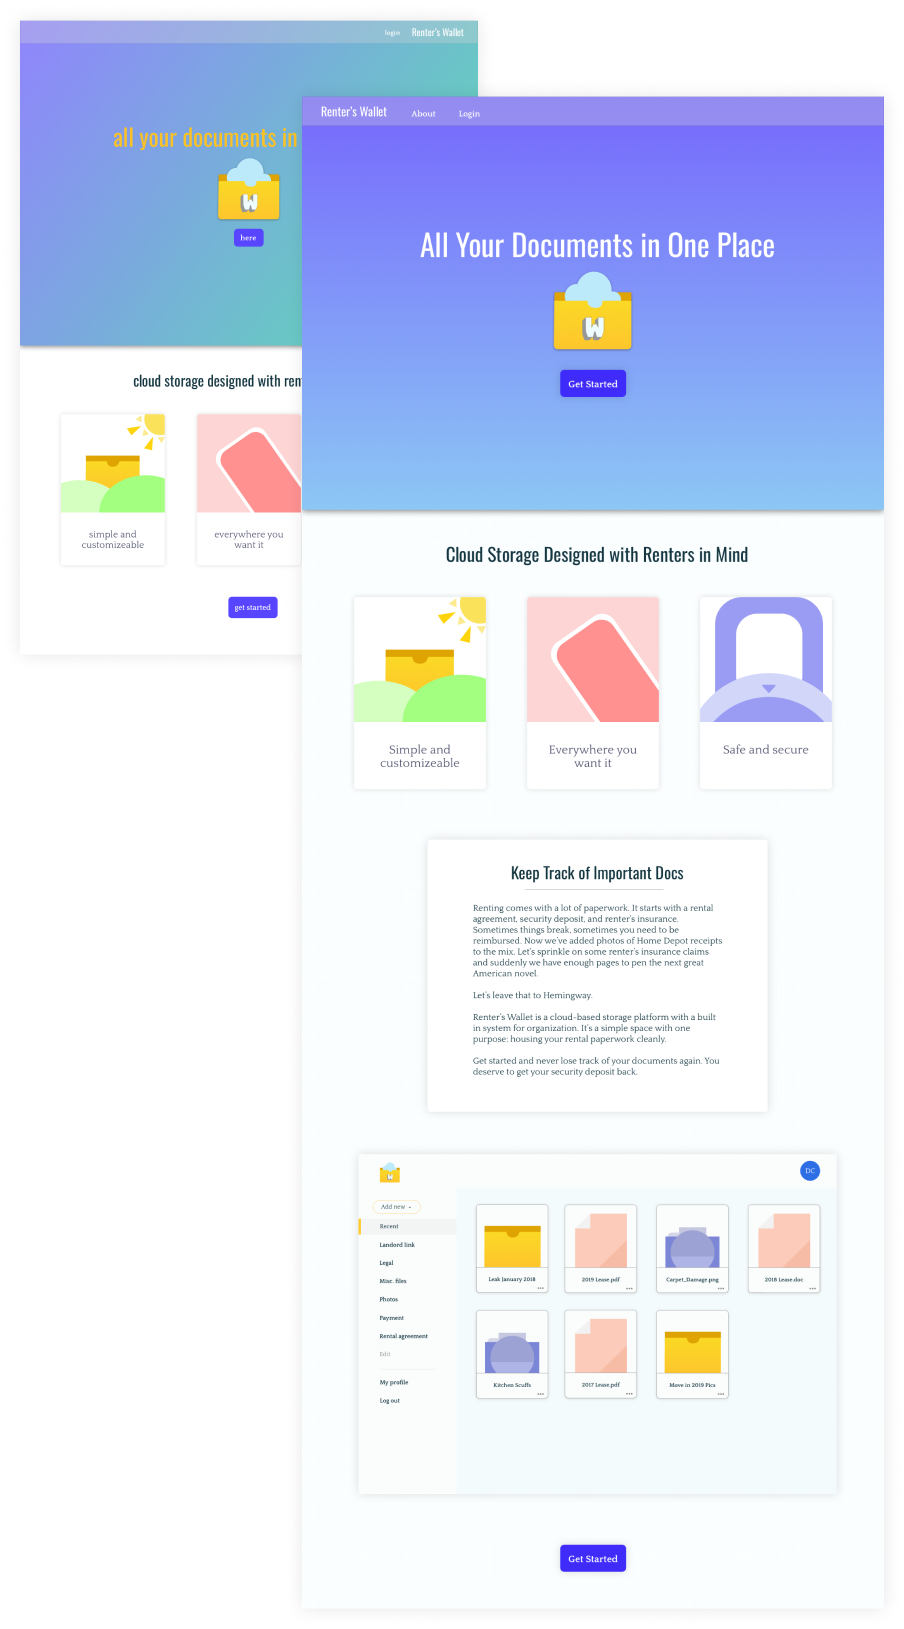 login Renter's Wallet
all your documents in
W
here
cloud storage designed with
simple and
customizeable
everywhere you
want it
get started
Renter's Wallet About Login
All Your Documents in One Place
W
Get Started
Cloud Storage Designed with Renters in Mind
Simple and
customizeable
Everywhere you
want it
Safe and secure
Keep Track of Important Docs
Renting comes with a lot of paperwork. It starts with a rental
agreement, security deposit, and renter's insurance.
Sometimes things break, sometimes you need to be
reimbursed. Now we've added photos of Home Depot receipts
to the mix. Let's sprinkle on some renter's insurance claims
and suddenly we have enough pages to pen the next great
American novel.
Let's leave that to Hemingway.
Renter's Wallet is a cloud-based storage platform with a built
in system for organization. It's a simple space with one
purpose: housing your rental paperwork cleanly.
Get started and never lose track of your documents again. You
deserve to get your security deposit back.
W
DC
Add new
Recent
Landord link
Legal
Misc. files
Photos
Payment
Rental agreement
Edit
My profile
Log out
Leak January 2018
2019 Lease.pdf
Carpet_Damage.png
2018 Lease.doc
Kitchen Scuffs
2017 Lease.pdf
Move in 2019 Pics
Get Started